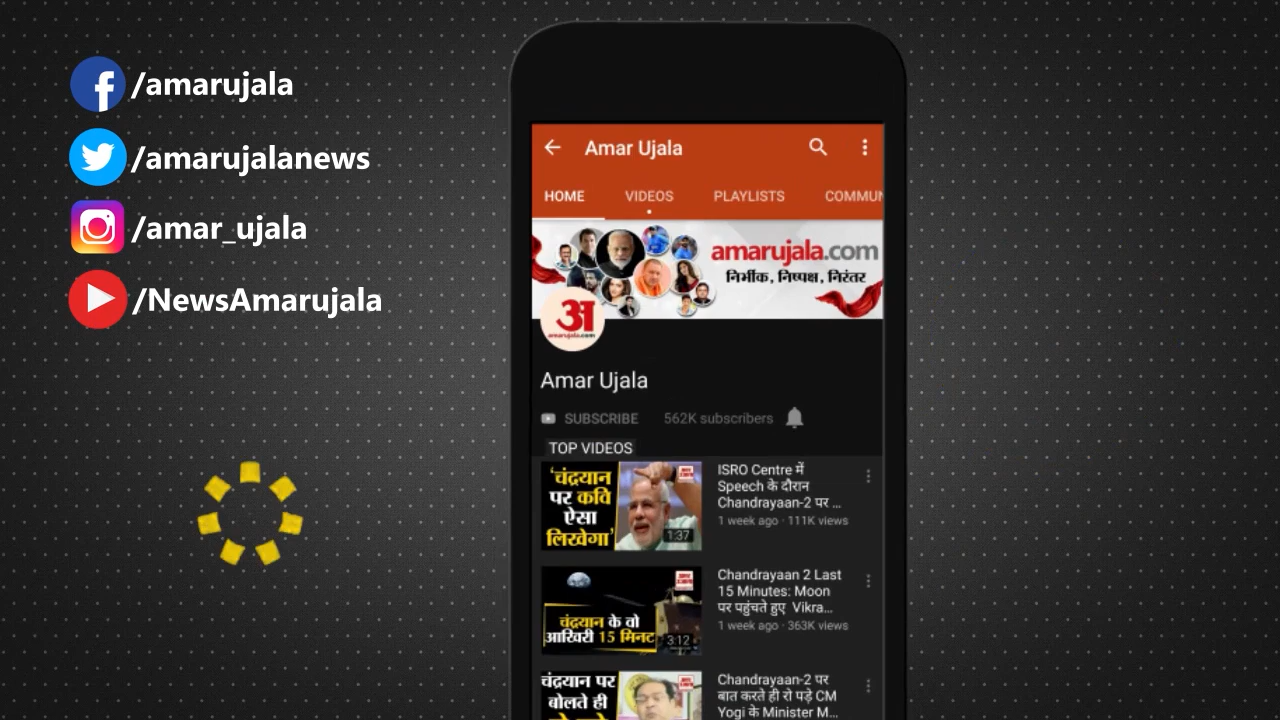 /amarujala
/amarujalanews
/amar_ujala
/NewsAmarujala
Amar Ujala
HOME VIDEOS PLAYLISTS COMMUN
amarujala.com
निर्भीक, निष्पक्ष, निरंतर
अ
amarujala.com
Amar Ujala
SUBSCRIBE 562K subscribers
TOP VIDEOS
'चंद्रयान
पर कवि
ऐसा
लिखेगा'
1:37
ISRO Centre में
Speech के दौरान
Chandrayaan-2 पर ...
1 week ago · 111K views
चंद्रयान के वो
आखिरी 15 मिनट
3:12
Chandrayaan 2 Last
15 Minutes: Moon
पर पहुंचते हुए Vikra...
1 week ago · 363K views
चंद्रयान पर
बोलते ही
Chandrayaan-2 पर
बात करते ही रो पड़े CM
Yogi के Minister M...